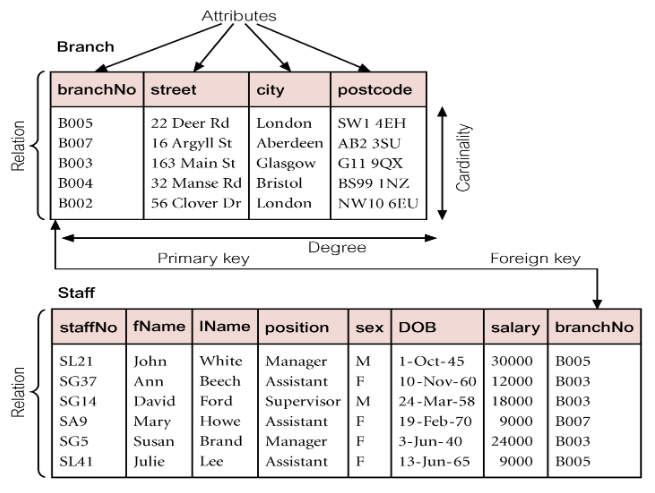 Attributes
Branch
branchNo street city postcode
B005 22 Deer Rd London SW1 4EH
B007 16 Argyll St Aberdeen AB2 3SU
B003 163 Main St Glasgow G11 9QX
B004 32 Manse Rd Bristol BS99 1NZ
B002 56 Clover Dr London NW10 6EU
Relation
Cardinality
Degree
Primary key Foreign key
Staff
staffNo fName lName position sex DOB salary branchNo
SL21 John White Manager M 1-Oct-45 30000 B005
SG37 Ann Beech Assistant F 10-Nov-60 12000 B003
SG14 David Ford Supervisor M 24-Mar-58 18000 B003
SA9 Mary Howe Assistant F 19-Feb-70 9000 B007
SG5 Susan Brand Manager F 3-Jun-40 24000 B003
SL41 Julie Lee Assistant F 13-Jun-65 9000 B005
Relation